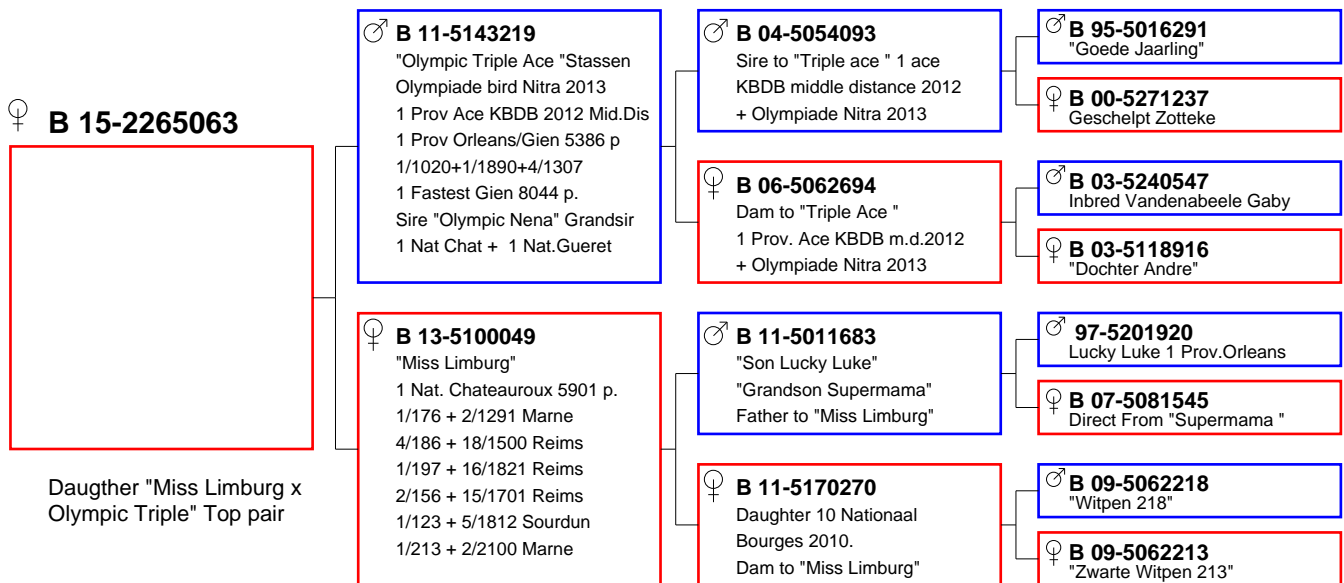 B 15-2265063
Daugther "Miss Limburg x
Olympic Triple" Top pair
B 11-5143219
"Olympic Triple Ace "Stassen
Olympiade bird Nitra 2013
1 Prov Ace KBDB 2012 Mid.Dis
1 Prov Orleans/Gien 5386 p
1/1020+1/1890+4/1307
1 Fastest Gien 8044 p.
Sire "Olympic Nena" Grandsir
1 Nat Chat + 1 Nat.Gueret
B 13-5100049
"Miss Limburg"
1 Nat. Chateauroux 5901 p.
1/176 + 2/1291 Marne
4/186 + 18/1500 Reims
1/197 + 16/1821 Reims
2/156 + 15/1701 Reims
1/123 + 5/1812 Sourdun
1/213 + 2/2100 Marne
B 04-5054093
Sire to "Triple ace " 1 ace
KBDB middle distance 2012
+ Olympiade Nitra 2013
B 06-5062694
Dam to "Triple Ace "
1 Prov. Ace KBDB m.d.2012
+ Olympiade Nitra 2013
B 11-5011683
"Son Lucky Luke"
"Grandson Supermama"
Father to "Miss Limburg"
B 11-5170270
Daughter 10 Nationaal
Bourges 2010.
Dam to "Miss Limburg"
B 95-5016291
"Goede Jaarling"
B 00-5271237
Geschelpt Zotteke
B 03-5240547
Inbred Vandenabeele Gaby
B 03-5118916
"Dochter Andre"
97-5201920
Lucky Luke 1 Prov.Orleans
B 07-5081545
Direct From "Supermama "
B 09-5062218
"Witpen 218"
B 09-5062213
"Zwarte Witpen 213"